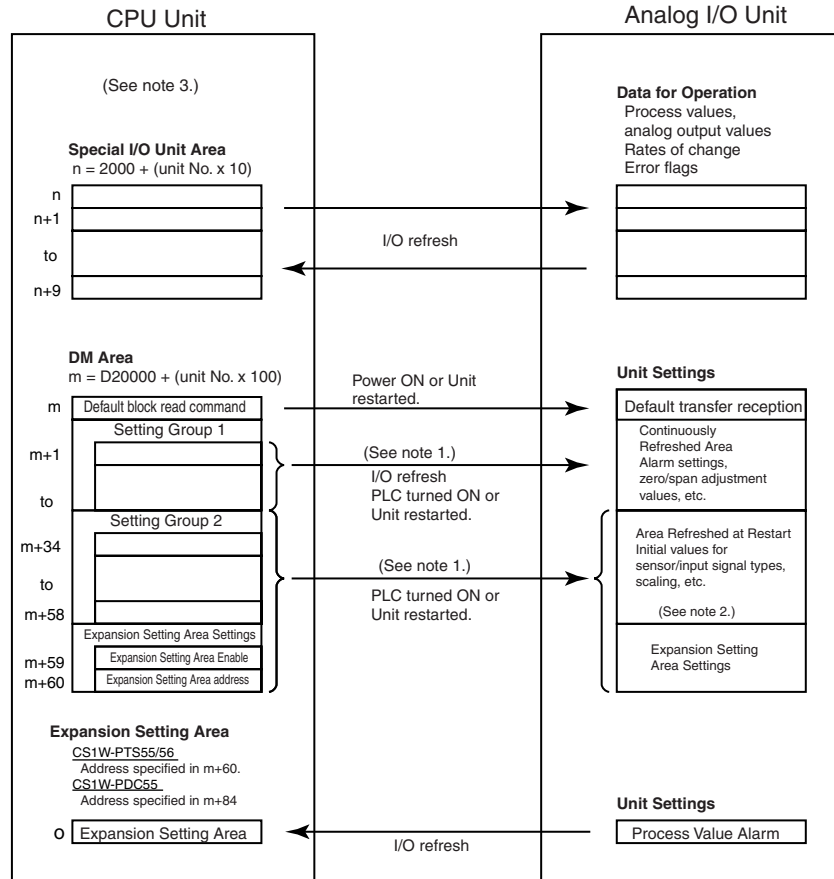 CPU Unit
Analog I/O Unit
(See note 3.)
Data for Operation
Process values,
analog output values
Rates of change
Error flags
Special I/O Unit Area
n = 2000 + (unit No. x 10)
n
n+1
to
n+9
I/O refresh
DM Area
m = D20000 + (unit No. x 100)
Power ON or Unit
restarted.
Unit Settings
m
Default block read command
Default transfer reception
Setting Group 1
m+1
to
(See note 1.)
I/O refresh
PLC turned ON or
Unit restarted.
Continuously
Refreshed Area
Alarm settings,
zero/span adjustment
values, etc.
Setting Group 2
m+34
to
m+58
(See note 1.)
PLC turned ON or
Unit restarted.
Area Refreshed at Restart
Initial values for
sensor/input signal types,
scaling, etc.
(See note 2.)
Expansion Setting Area Settings
m+59
Expansion Setting Area Enable
m+60
Expansion Setting Area address
Expansion Setting
Area Settings
Expansion Setting Area
CS1W-PTS55/56
Address specified in m+60.
CS1W-PDC55
Address specified in m+84
Unit Settings
o
Expansion Setting Area
I/O refresh
Process Value Alarm